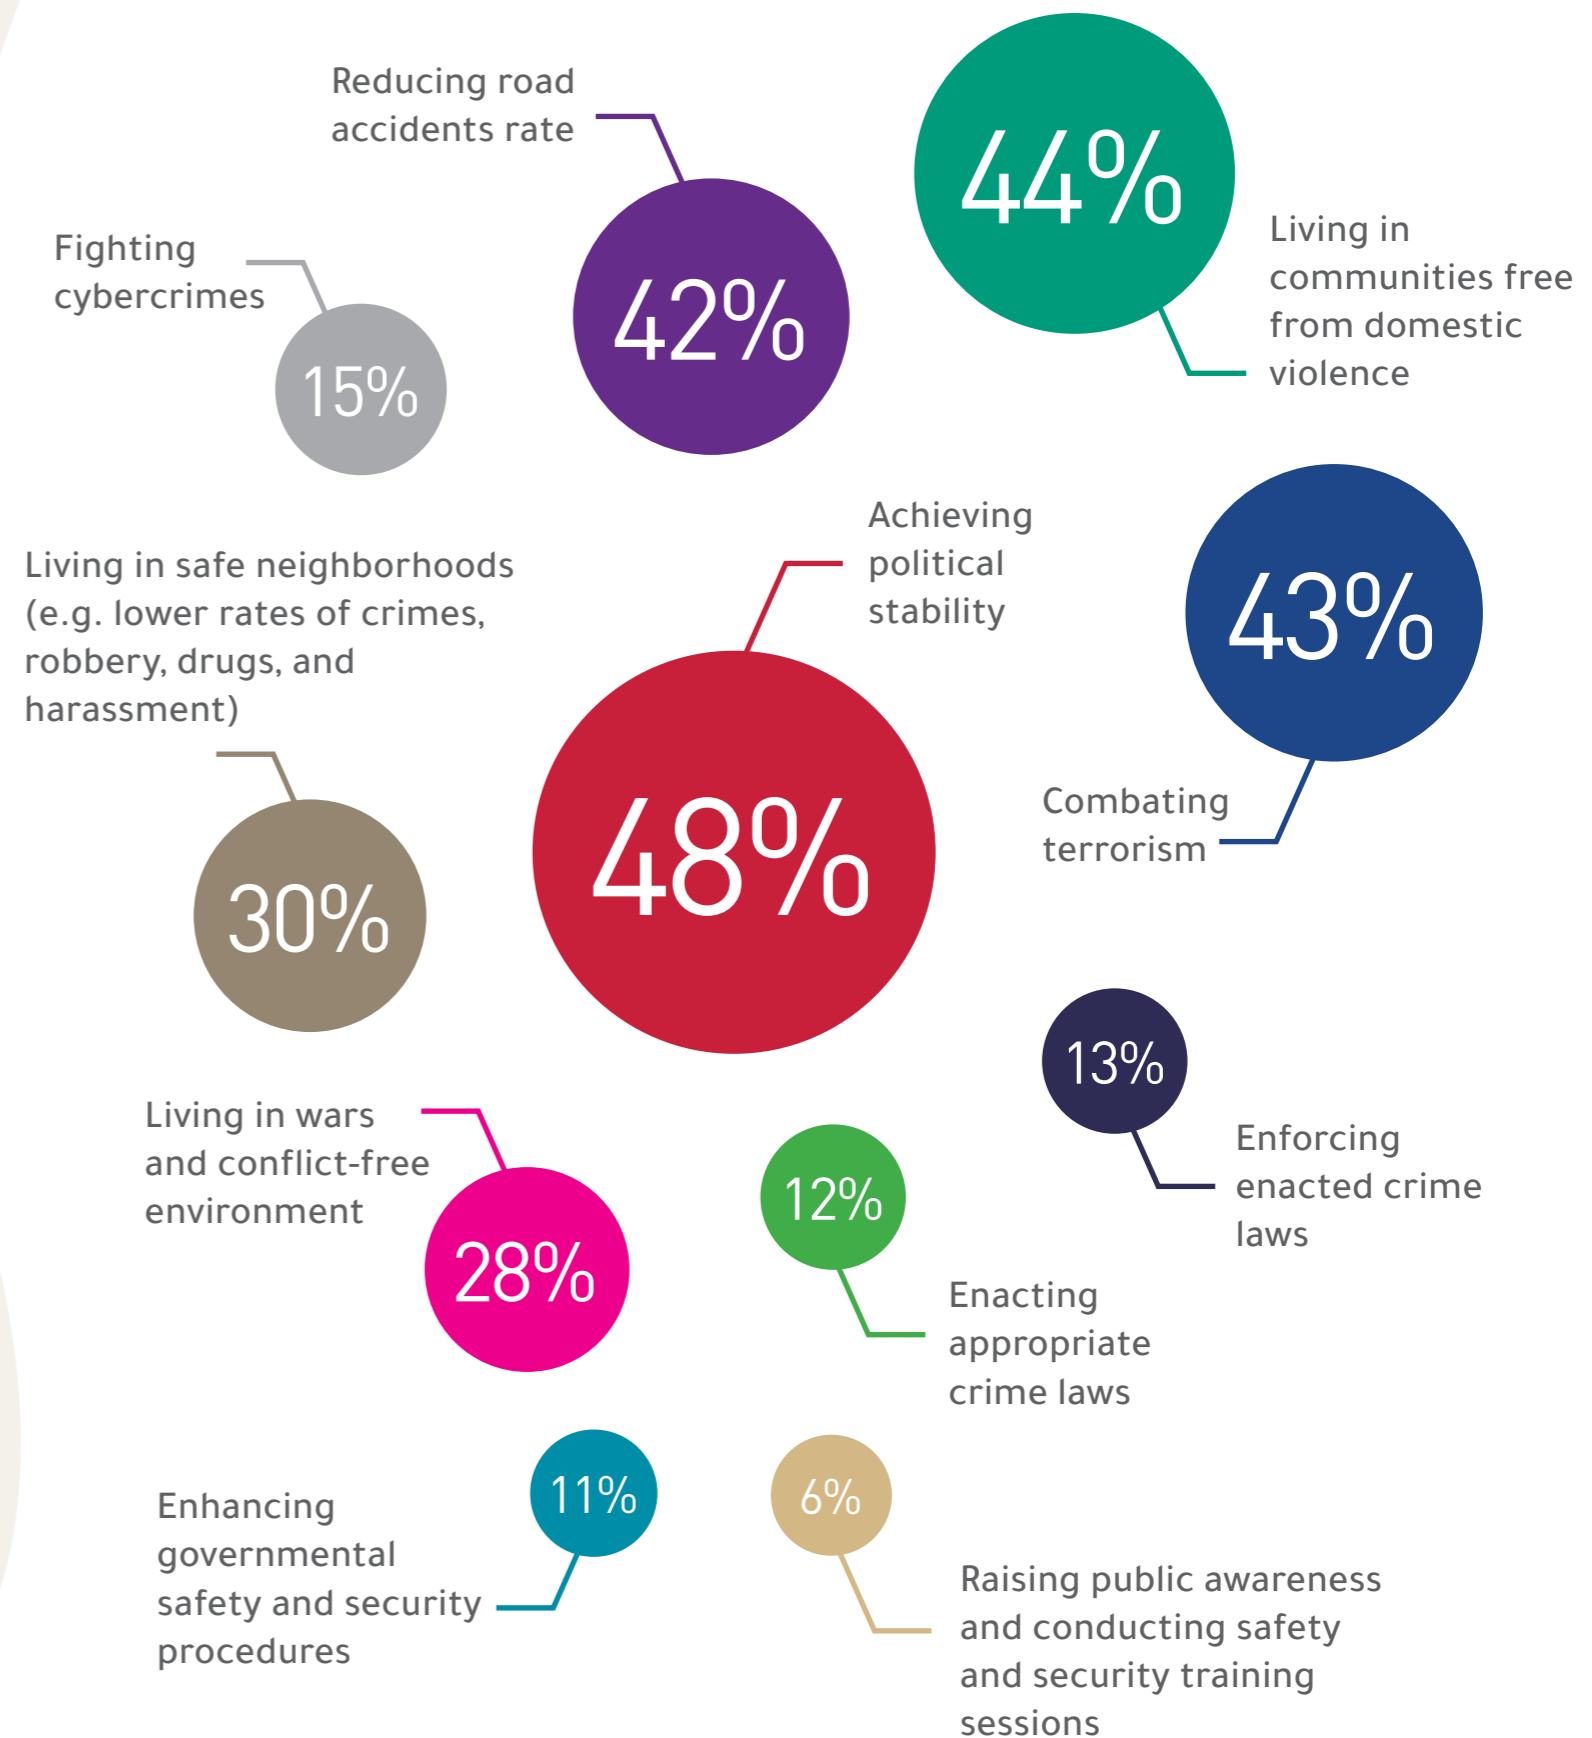 Reducing road
accidents rate
44%
Living in
communities free
from domestic
violence
Fighting
cybercrimes
42%
15%
Achieving
political
stability
43%
Living in safe neighborhoods
(e.g. lower rates of crimes,
robbery, drugs, and
harassment)
Combating
terrorism
48%
30%
13%
Enforcing
enacted crime
laws
Living in wars
and conflict-free
environment
12%
28%
Enacting
appropriate
crime laws
11%
Enhancing
governmental
safety and security
procedures
6%
Raising public awareness
and conducting safety
and security training
sessions